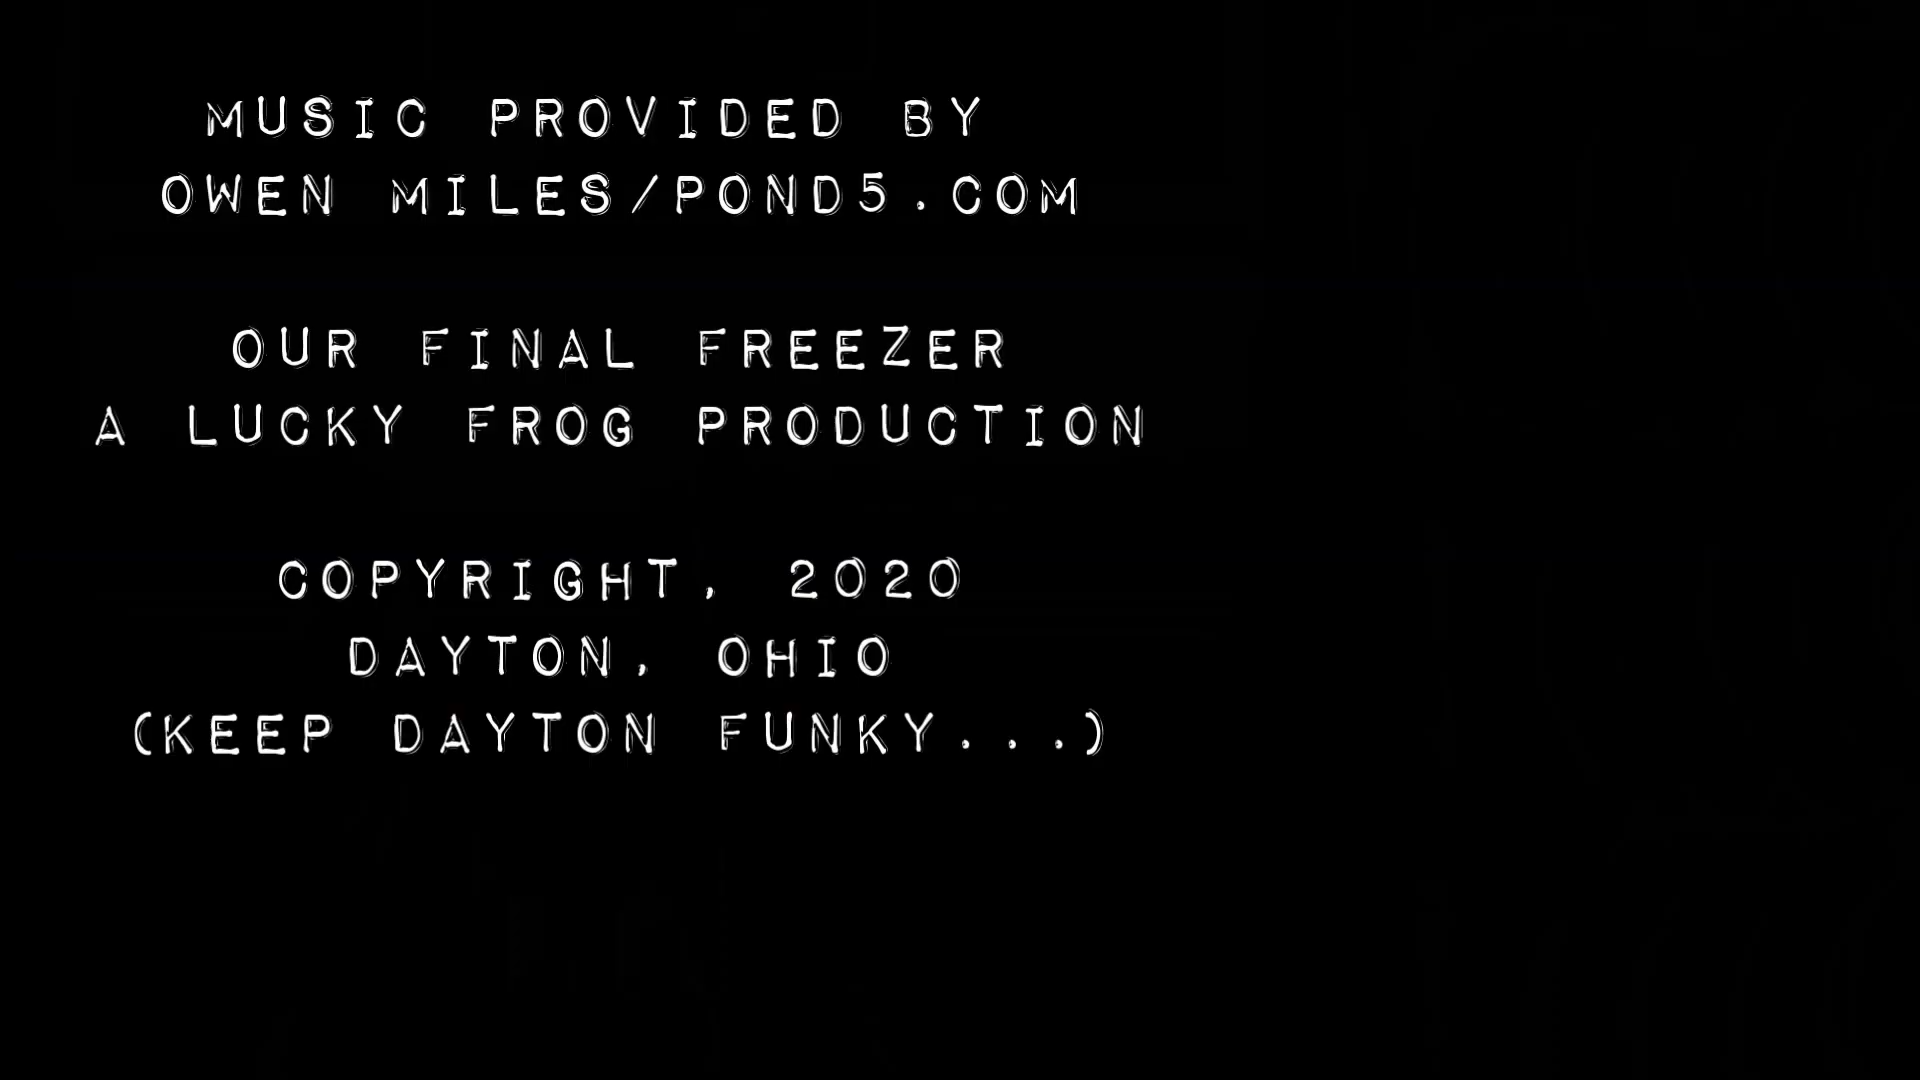 MUSIC PROVIDED BY
OWEN MILES/POND5.COM
OUR FINAL FREEZER
A LUCKY FROG PRODUCTION
COPYRIGHT, 2020
DAYTON, OHIO
(KEEP DAYTON FUNKY...)